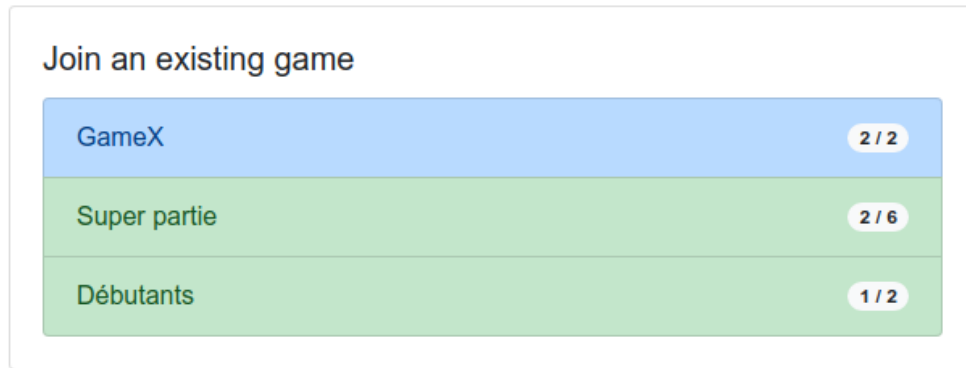 Join an existing game
GameX 2 / 2
Super partie 2 / 6
Débutants 1 / 2